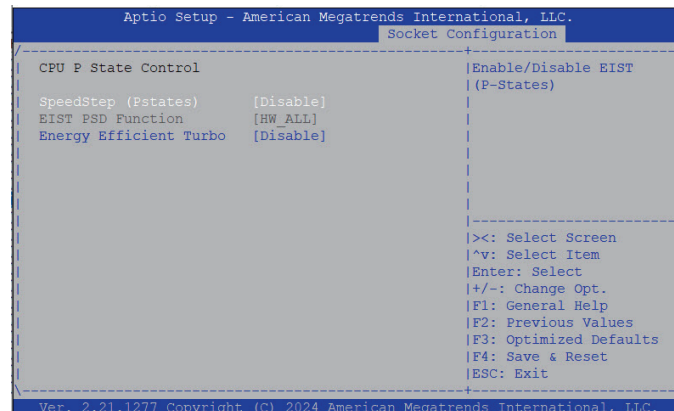 Aptio Setup - American Megatrends International, LLC.
Socket Configuration
CPU P State Control
SpeedStep (Pstates) [Disable]
EIST PSD Function [HW_ALL]
Energy Efficient Turbo [Disable]
Enable/Disable EIST
(P-States)
><: Select Screen
^v: Select Item
Enter: Select
+/-: Change Opt.
F1: General Help
F2: Previous Values
F3: Optimized Defaults
F4: Save & Reset
ESC: Exit
Ver. 2.21.1277 Copyright (C) 2024 American Megatrends International, LLC.